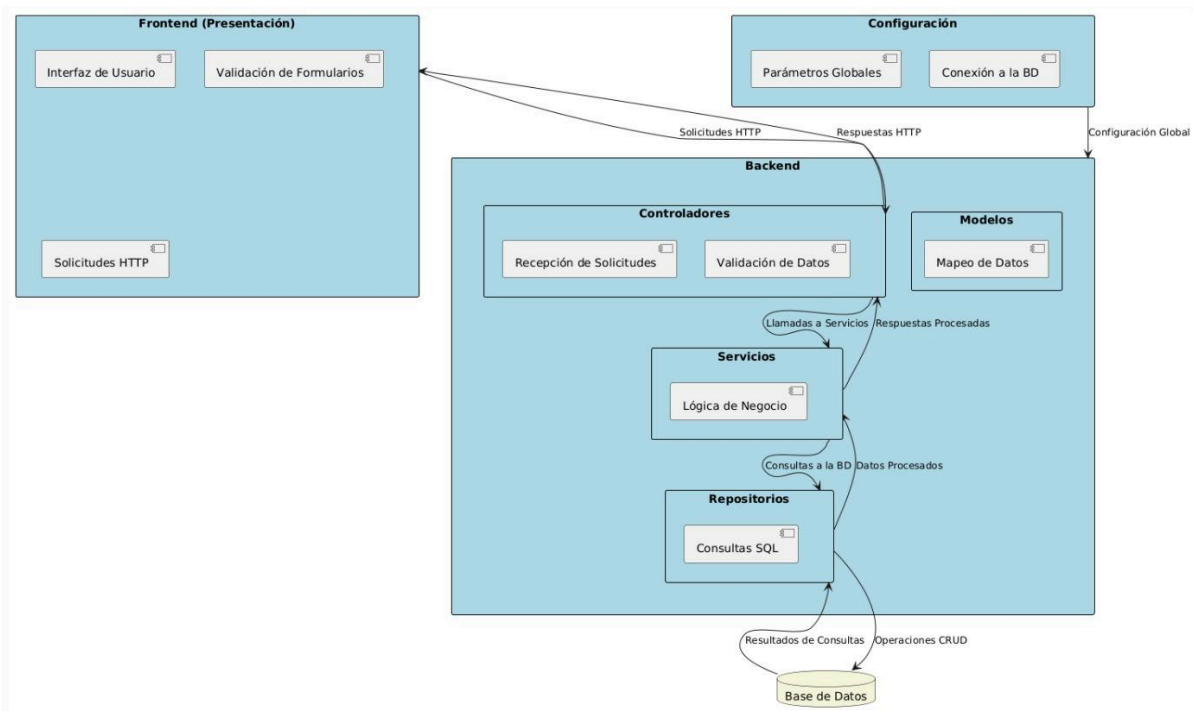 Frontend (Presentación)
Interfaz de Usuario
Validación de Formularios
Solicitudes HTTP
Configuración
Parámetros Globales
Conexión a la BD
Solicitudes HTTP
Respuestas HTTP
Configuración Global
Backend
Controladores
Recepción de Solicitudes
Validación de Datos
Modelos
Mapeo de Datos
Llamadas a Servicios
Respuestas Procesadas
Servicios
Lógica de Negocio
Consultas a la BD
Datos Procesados
Repositorios
Consultas SQL
Resultados de Consultas
Operaciones CRUD
Base de Datos